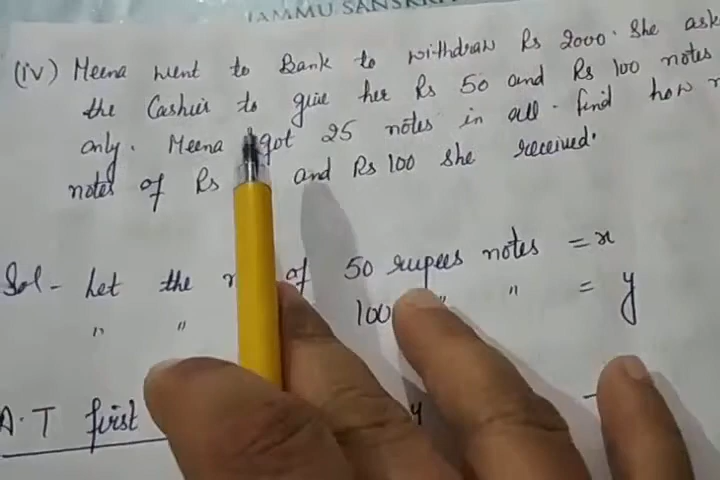 JAMMU SANSKR
(iv) Meena went to Bank to withdraw Rs 2000. She ask
the Cashier to give her Rs 50 and Rs 100 notes
only. Meena got 25 notes in all. find how
notes of Rs and Rs 100 she received.
Sol - Let the of 50 rupees notes = x
" " 100 " " = y
A.T first y